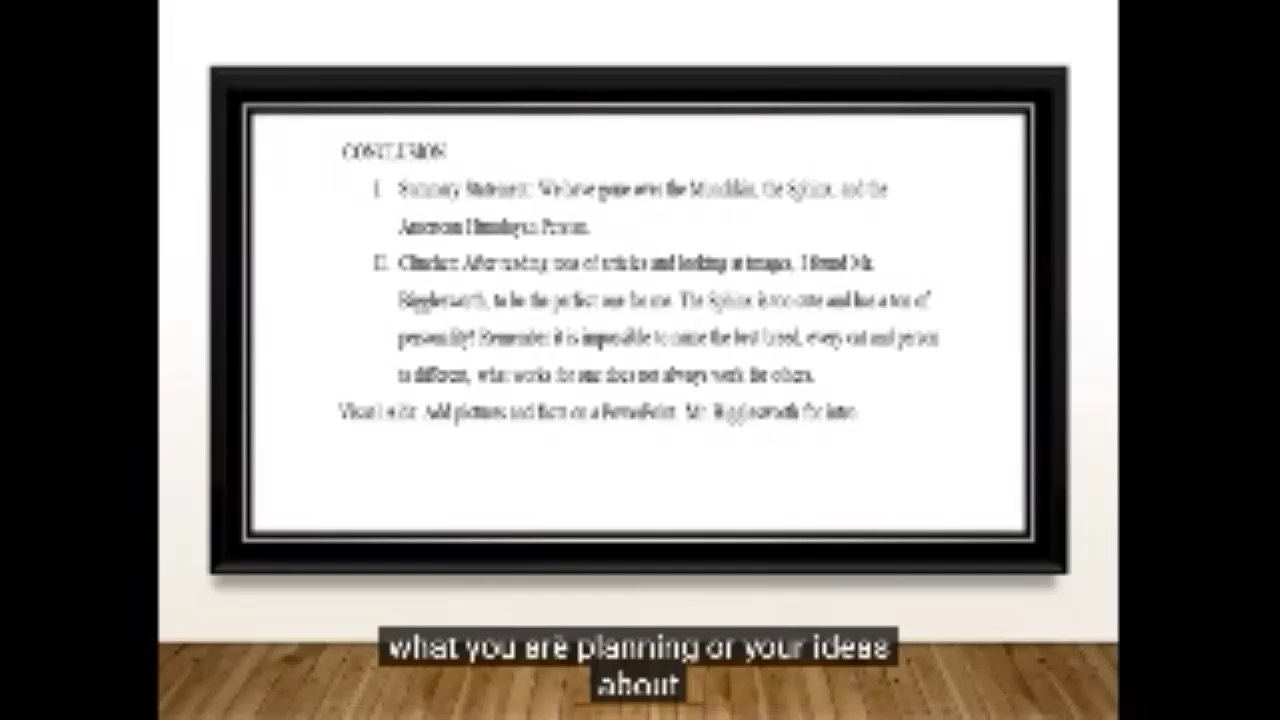 CONCLUSION
I. Summary Statement: We have gone over the Munchkin, the Sphinx, and the
American Himalayan Persian.
II. Clincher: After reading tons of articles and looking at images, I found Mr.
Bigglesworth, to be the perfect one for me. The Sphinx is too cute and has a ton of
personality! Remember it is impossible to name the best breed, every cat and person
is different, what works for one does not always work for others.
Visual Aids: Add pictures and facts on a PowerPoint. Mr. Bigglesworth for intro.
what you are planning or your ideas
about